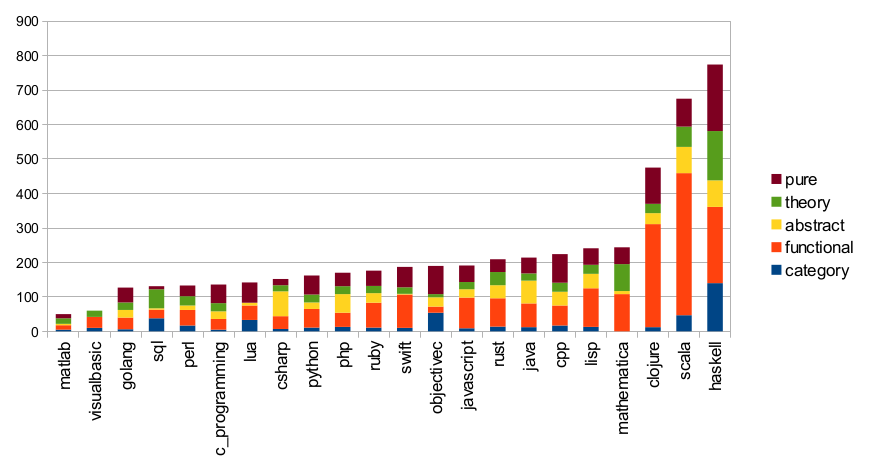 900
800
700
600
500
400
300
200
100
0
matlab
visualbasic
golang
sql
perl
c_programming
lua
csharp
python
php
ruby
swift
objectivec
javascript
rust
java
cpp
lisp
mathematica
clojure
scala
haskell
pure
theory
abstract
functional
category